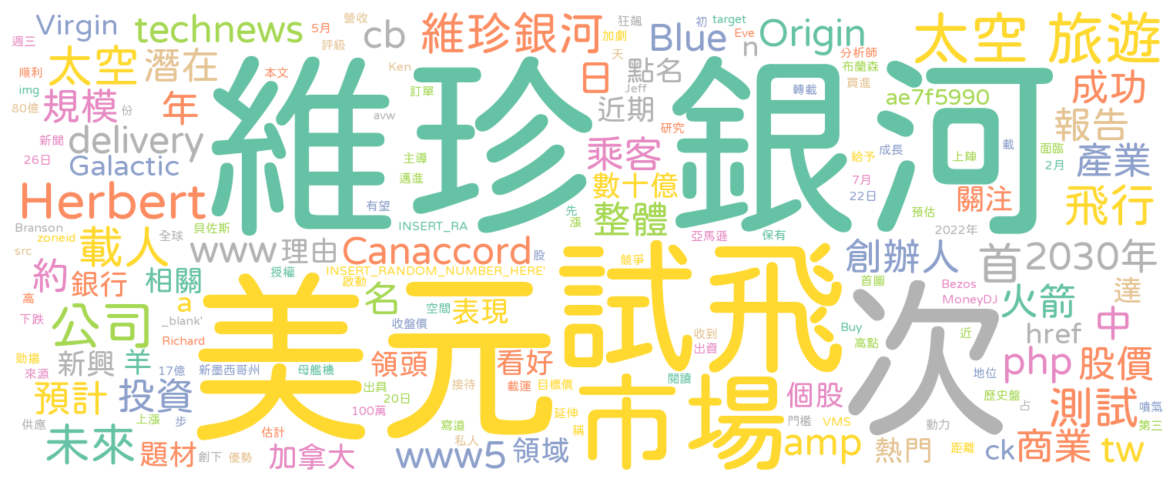 Virgin technews 5月 營收 狂飆 初 target
週三 評級 cb 維珍銀河 加劇 Blue Eve Origin 太空 旅遊
順利 太空 潛在 本文 Ken 天 n 分析師
img 訂單 點名 Jeff 布蘭森 買進 成功
80億 規模 份 年 avw 日 近期 轉載 ae7f5990 報告
新聞 delivery 維珍銀河 研究 載 面臨
26日 Galactic 主導 乘客 給予 成長 上陣 2月 產業
邁進 數十億 7月 22日
Herbert 有望 先 整體 預估 關注 飛行
Branson INSERT_RA 漲
zoneid 載人 全球 www 理由 Canaccord 亞馬遜 保有 2022年
src 股 競爭 創辦人 首 2030年
約 銀行 相關 授權 INSERT_RANDOM_NUMBER_HERE' 首圖 達
高 啟動 Bezos
下跌 _blank' a 名 空間 試飛 MoneyDJ 火箭 中
公司 Richard 收盤價 表現 收到 Buy 近 href
新興 羊 美元 出資 高點 次
勁揚 新墨西哥州 母艦機 領頭 看好 php 股價
來源 17億 閱讀 地位
預計 投資 出具 載運 目標價 市場 個股 歷史盤 占 噴氣
上漲 步 100萬 20日 接待 延伸 門檻 VMS 測試 第三
供應 未來 估計 寫道 稱 動力
題材 創下 優勢 加拿大 私人 www5 領域 amp 熱門 距離 ck 商業 tw